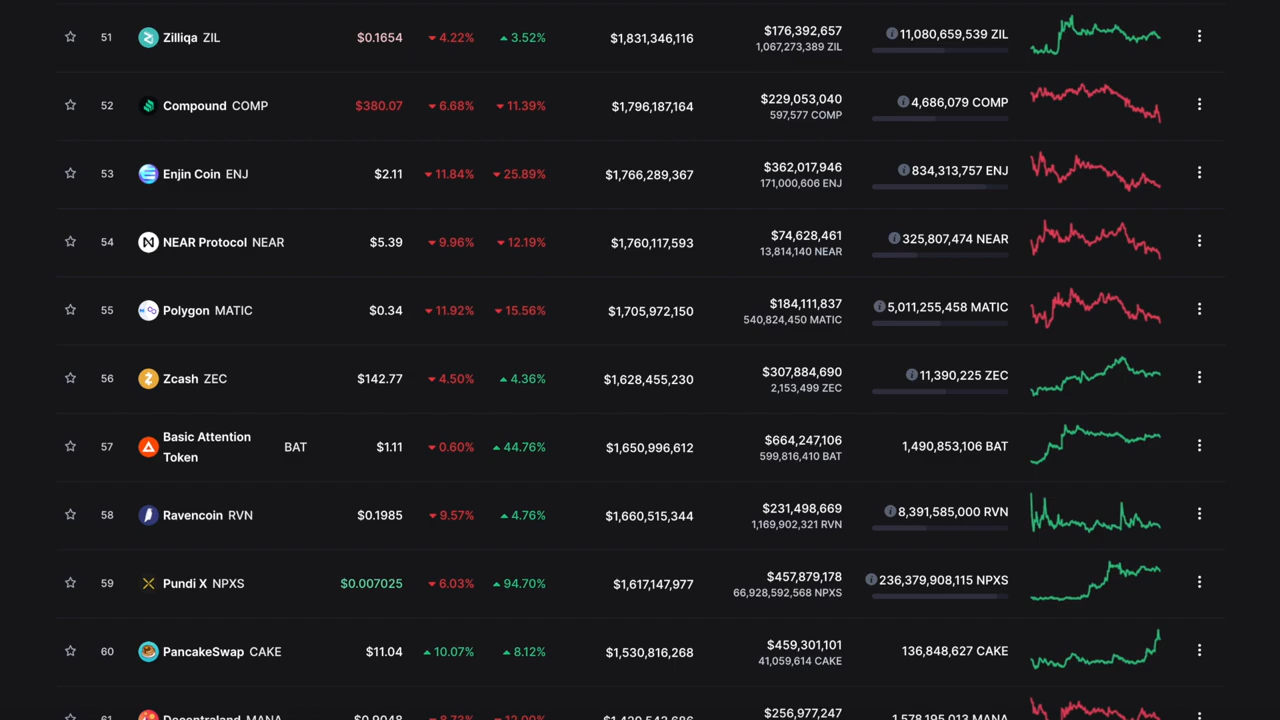 51 Zilliqa ZIL $0.1654 4.22% 3.52% $1,831,346,116 $176,392,657 11,080,659,539 ZIL
1,067,273,389 ZIL
52 Compound COMP $380.07 6.68% 11.39% $1,796,187,164 $229,053,040 4,686,079 COMP
597,577 COMP
53 Enjin Coin ENJ $2.11 11.84% 25.89% $1,766,289,367 $362,017,946 834,313,757 ENJ
171,000,606 ENJ
54 NEAR Protocol NEAR $5.39 9.96% 12.19% $1,760,117,593 $74,628,461 325,807,474 NEAR
13,814,140 NEAR
55 Polygon MATIC $0.34 11.92% 15.56% $1,705,972,150 $184,111,837 5,011,255,458 MATIC
540,824,450 MATIC
56 Zcash ZEC $142.77 4.50% 4.36% $1,628,455,230 $307,884,690 11,390,225 ZEC
2,153,499 ZEC
57 Basic Attention Token BAT $1.11 0.60% 44.76% $1,650,996,612 $664,247,106 1,490,853,106 BAT
599,816,410 BAT
58 Ravencoin RVN $0.1985 9.57% 4.76% $1,660,515,344 $231,498,669 8,391,585,000 RVN
1,169,902,321 RVN
59 Pundi X NPXS $0.007025 6.03% 94.70% $1,617,147,977 $457,879,178 236,379,908,115 NPXS
66,928,592,568 NPXS
60 PancakeSwap CAKE $11.04 10.07% 8.12% $1,530,816,268 $459,301,101 136,848,627 CAKE
41,059,614 CAKE
61 Decentraland MANA $256,977,247 1,578,195,013 MANA